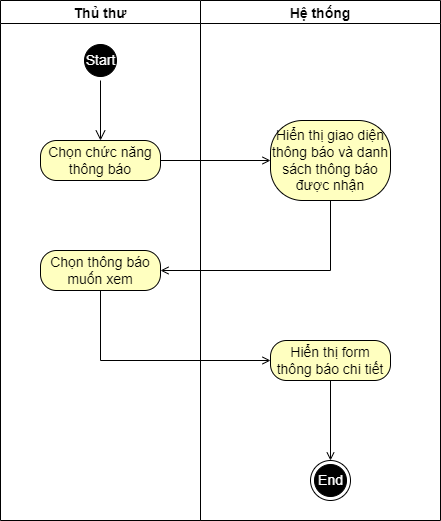 Thủ thư
Hệ thống
Start
Chọn chức năng
thông báo
Hiển thị giao diện
thông báo và danh
sách thông báo
được nhận
Chọn thông báo
muốn xem
Hiển thị form
thông báo chi tiết
End